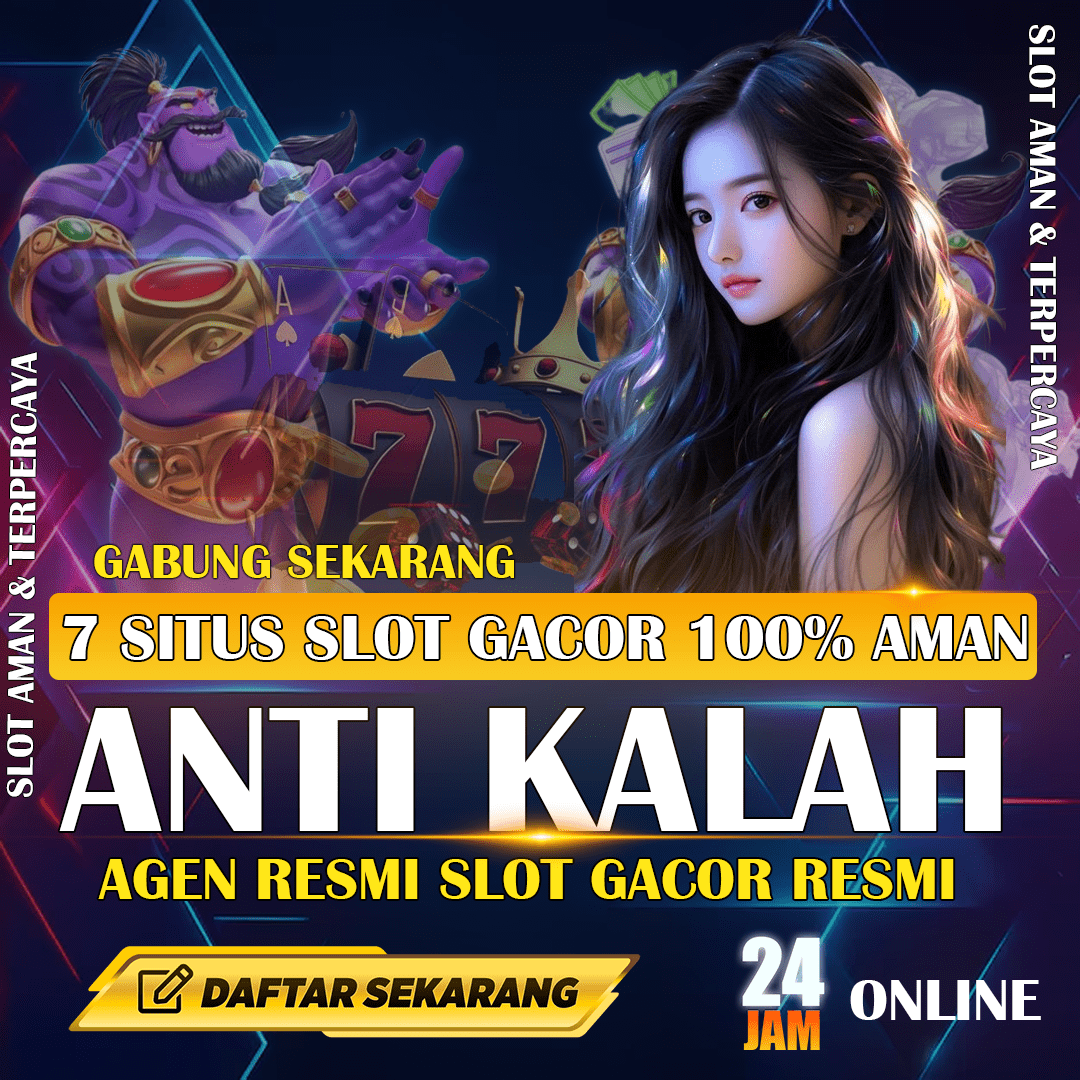 SLOT AMAN & TERPERCAYA
SLOT AMAN & TERPERCAYA
A
777
GABUNG SEKARANG
7 SITUS SLOT GACOR 100% AMAN
ANTI KALAH
AGEN RESMI SLOT GACOR RESMI
DAFTAR SEKARANG
24
JAM
ONLINE